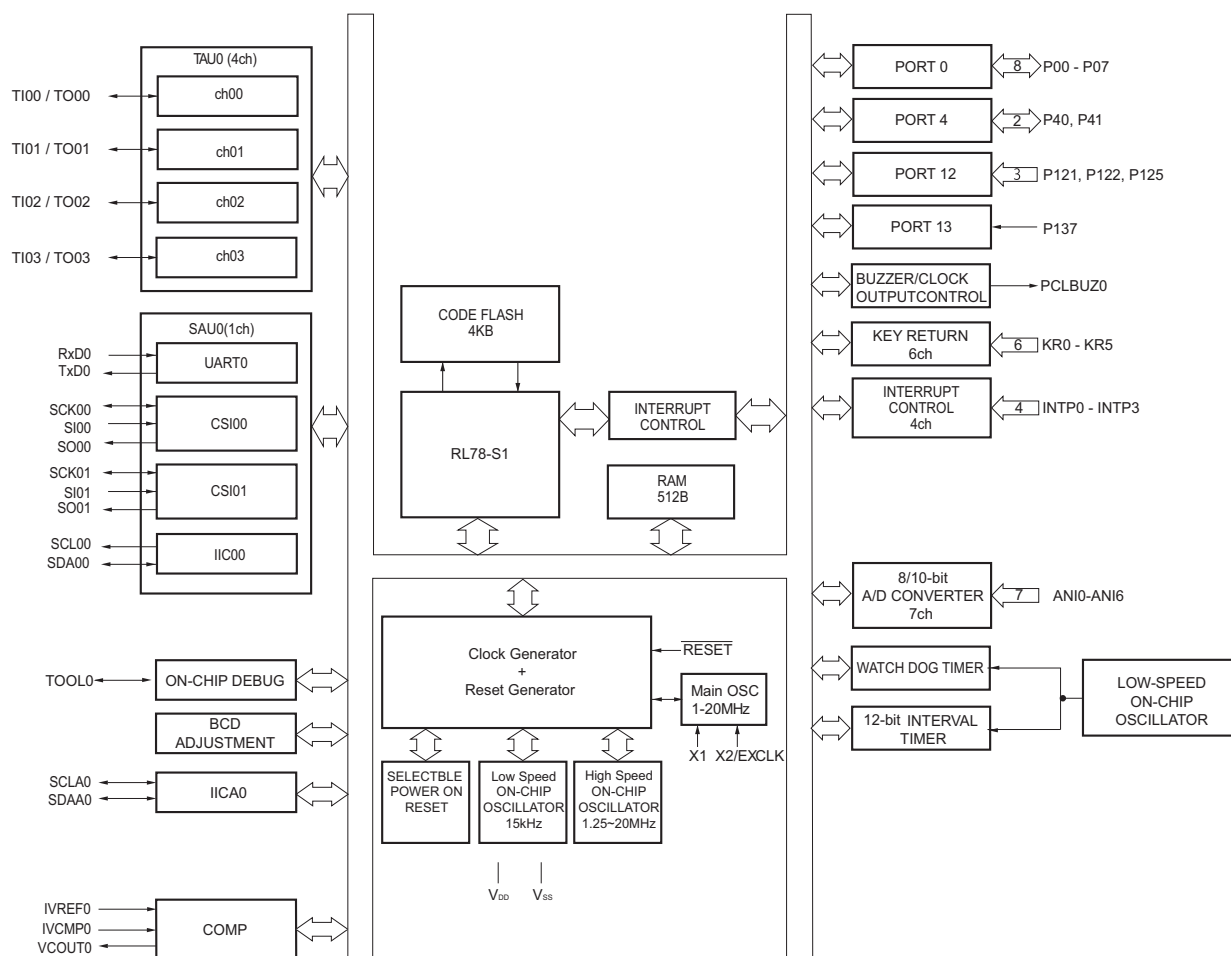 TAU0 (4ch)
TI00 / TO00
ch00
TI01 / TO01
ch01
TI02 / TO02
ch02
TI03 / TO03
ch03
SAU0(1ch)
RxD0
TxD0
UART0
SCK00
SI00
SO00
CSI00
SCK01
SI01
SO01
CSI01
SCL00
SDA00
IIC00
TOOL0
ON-CHIP DEBUG
BCD
ADJUSTMENT
SCLA0
SDAA0
IICA0
IVREF0
IVCMP0
VCOUT0
COMP
CODE FLASH
4KB
RL78-S1
INTERRUPT
CONTROL
RAM
512B
Clock Generator
+
Reset Generator
RESET
Main OSC
1-20MHz
X1
X2/EXCLK
SELECTBLE
POWER ON
RESET
Low Speed
ON-CHIP
OSCILLATOR
15kHz
High Speed
ON-CHIP
OSCILLATOR
1.25~20MHz
VDD
VSS
PORT 0
8
P00 - P07
PORT 4
2
P40, P41
PORT 12
3
P121, P122, P125
PORT 13
P137
BUZZER/CLOCK
OUTPUTCONTROL
PCLBUZ0
KEY RETURN
6ch
6
KR0 - KR5
INTERRUPT
CONTROL
4ch
4
INTP0 - INTP3
8/10-bit
A/D CONVERTER
7ch
7
ANI0-ANI6
WATCH DOG TIMER
12-bit INTERVAL
TIMER
LOW-SPEED
ON-CHIP
OSCILLATOR